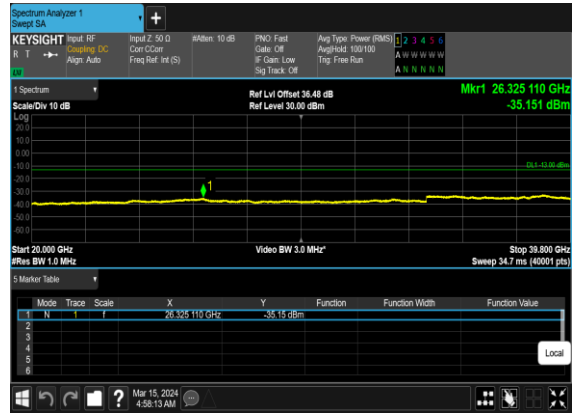 Spectrum Analyzer 1
Swept SA
+
KEYSIGHT
R T
LW
Input: RF
Coupling: DC
Align: Auto
Input Z: 50 Ω
Corr CCorr
Freq Ref: Int (S)
#Atten: 10 dB
PNO: Fast
Gate: Off
IF Gain: Low
Sig Track: Off
Avg Type: Power (RMS)
Avg|Hold: 100/100
Trig: Free Run
1 2 3 4 5 6
A W W W W W
A N N N N N
1 Spectrum
Scale/Div 10 dB
Ref Lvl Offset 36.48 dB
Ref Level 30.00 dBm
Mkr1 26.325 110 GHz
-35.151 dBm
Log
20.0
10.0
0.00
-10.0
-20.0
-30.0
-40.0
-50.0
-60.0
1
DL1 -13.00 dBm
Start 20.000 GHz
#Res BW 1.0 MHz
Video BW 3.0 MHz*
Stop 39.800 GHz
Sweep 34.7 ms (40001 pts)
5 Marker Table
Mode Trace Scale X Y Function Function Width Function Value
1 N 1 f 26.325 110 GHz -35.15 dBm
2
3
4
5
6
Local
?
Mar 15, 2024
4:58:13 AM